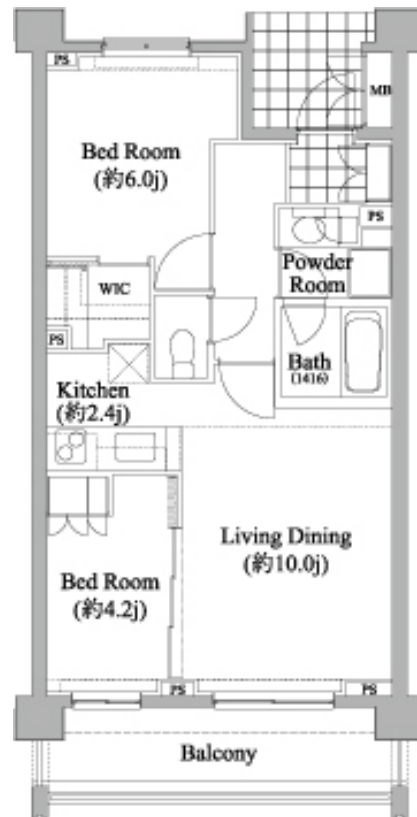 PS
MB
Bed Room
(約6.0j)
PS
Powder
Room
WIC
PS
Bath
(1416)
Kitchen
(約2.4j)
Living Dining
(約10.0j)
Bed Room
(約4.2j)
PS
PS
Balcony